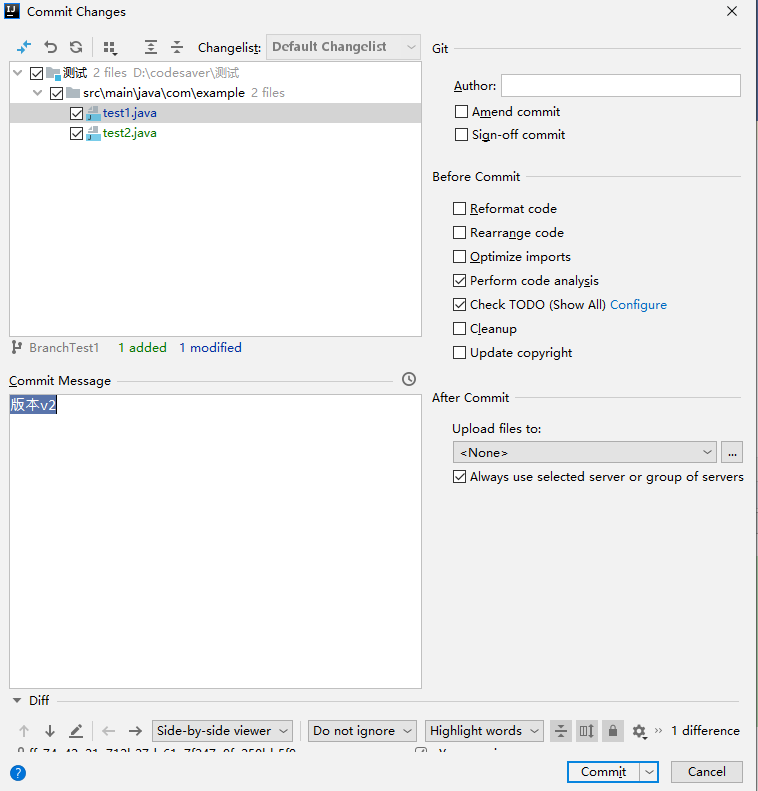 Commit Changes
Changelist: Default Changelist
测试 2 files D:\codesaver\测试
src\main\java\com\example 2 files
test1.java
test2.java
BranchTest1 1 added 1 modified
Commit Message
版本v2
Git
Author:
Amend commit
Sign-off commit
Before Commit
Reformat code
Rearrange code
Optimize imports
Perform code analysis
Check TODO (Show All) Configure
Cleanup
Update copyright
After Commit
Upload files to:
<None>
...
Always use selected server or group of servers
Diff
Side-by-side viewer Do not ignore Highlight words 1 difference
? Commit Cancel